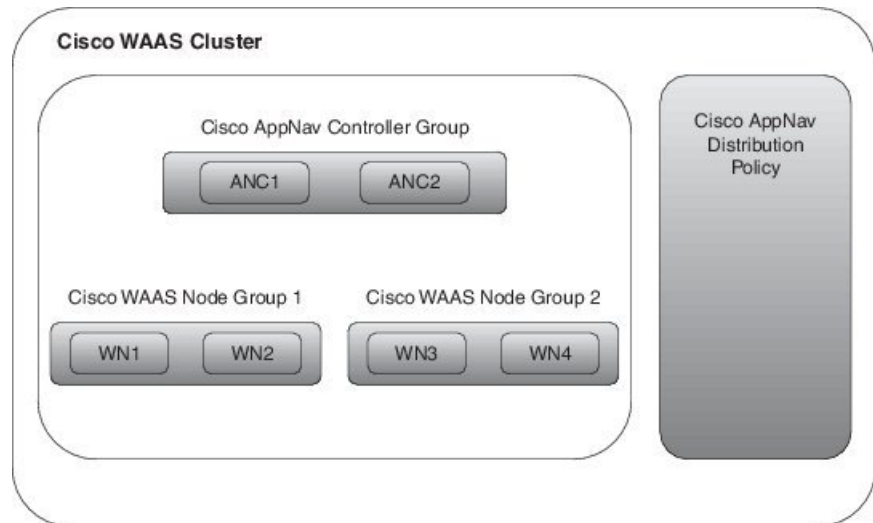 Cisco WAAS Cluster
Cisco AppNav Controller Group
ANC1
ANC2
Cisco WAAS Node Group 1
WN1
WN2
Cisco WAAS Node Group 2
WN3
WN4
Cisco AppNav
Distribution
Policy